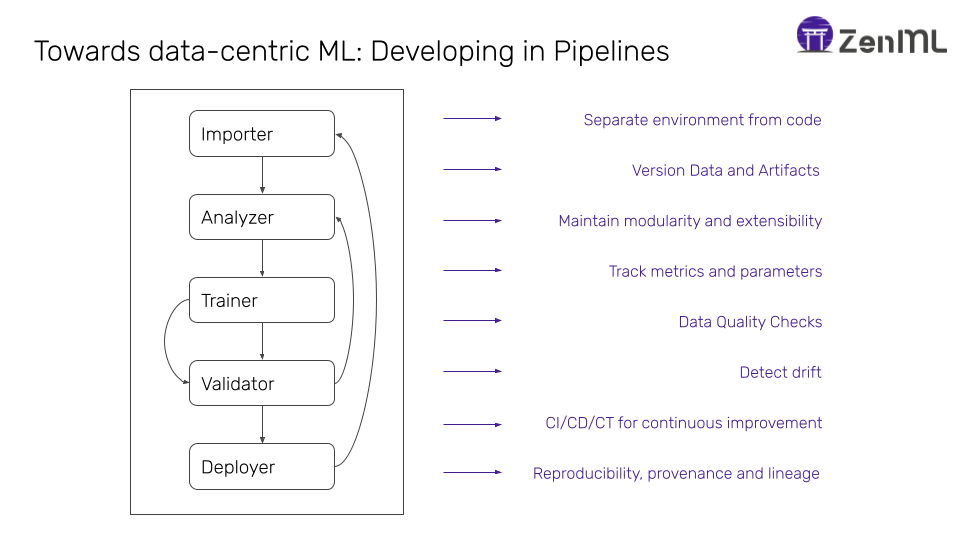 Towards data-centric ML: Developing in Pipelines
ZenML
Importer
Analyzer
Trainer
Validator
Deployer
Separate environment from code
Version Data and Artifacts
Maintain modularity and extensibility
Track metrics and parameters
Data Quality Checks
Detect drift
CI/CD/CT for continuous improvement
Reproducibility, provenance and lineage